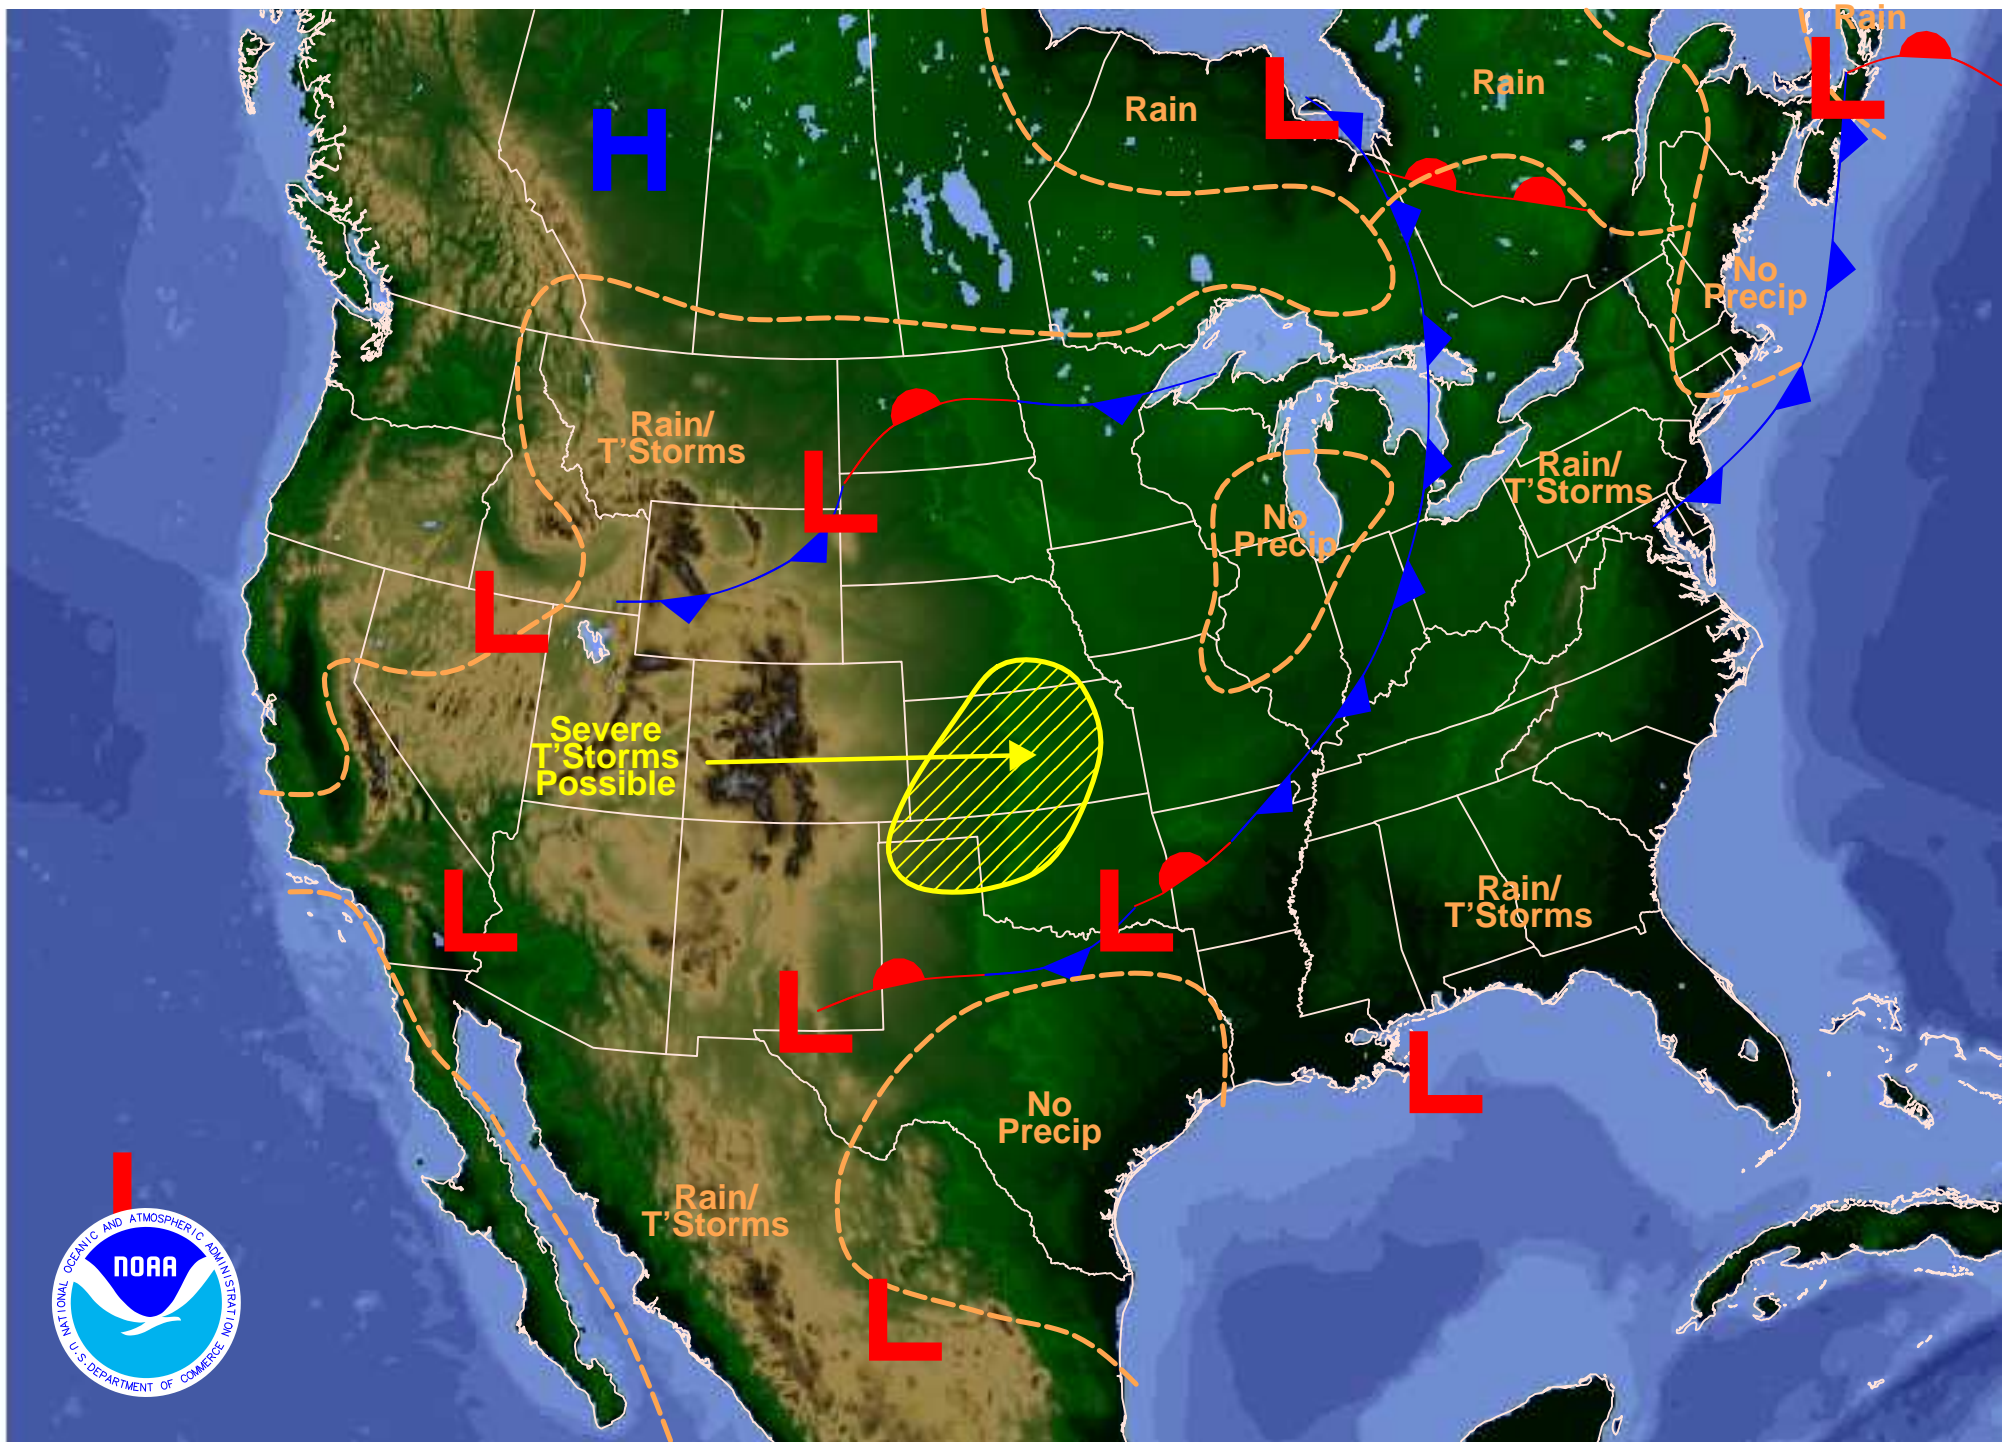 Rain
Rain
Rain
H
L
L
No
Precip
Rain/
T'Storms
L
Rain/
T'Storms
No
Precip
L
Severe
T'Storms
Possible
L
L
Rain/
T'Storms
L
L
No
Precip
Rain/
T'Storms
L
L
NATIONAL OCEANIC AND ATMOSPHERIC ADMINISTRATION
NOAA
U.S. DEPARTMENT OF COMMERCE